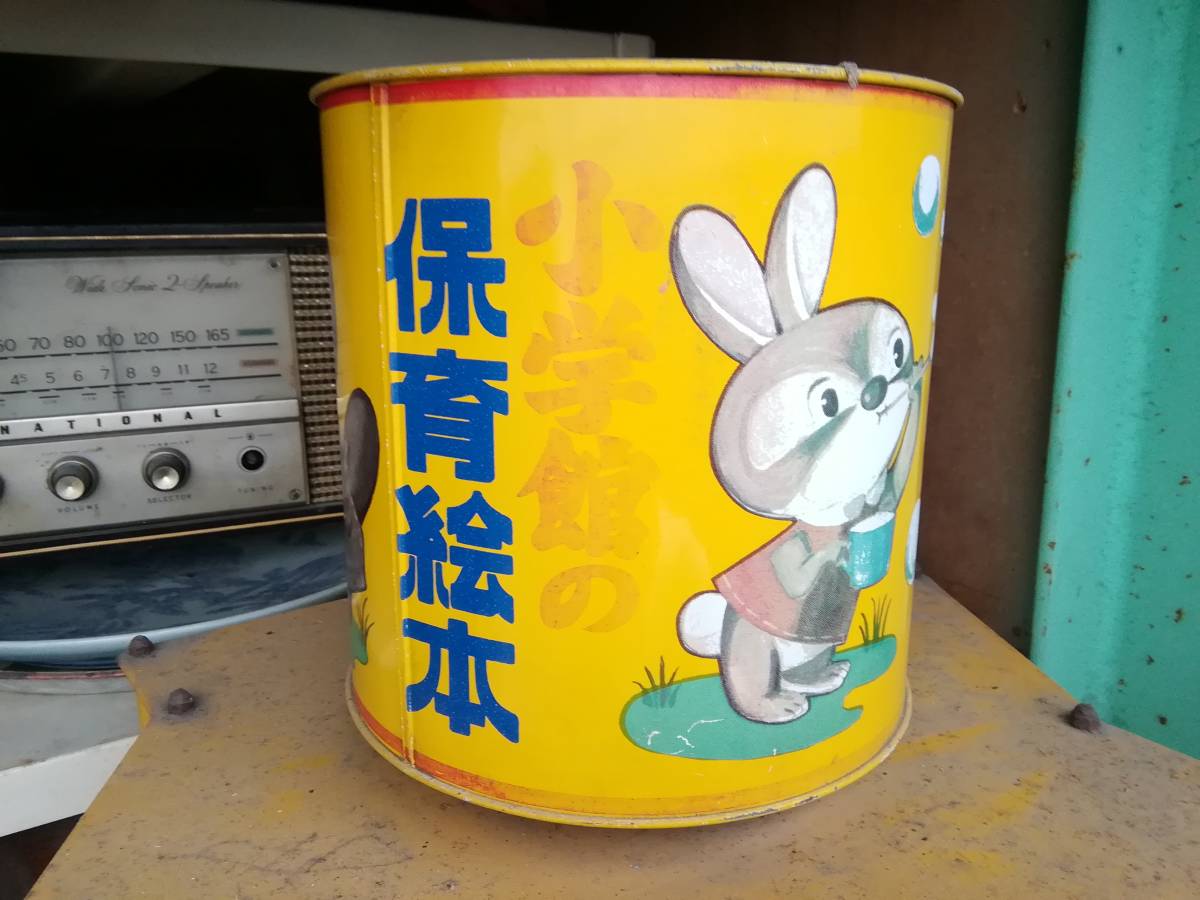 小学館の
保育絵本
Wide Sonic 2-Speaker
60 70 80 100 120 150 165
45 5 6 7 8 9 11 12
NATIONAL
VOLUME
SELECTOR
TUNING